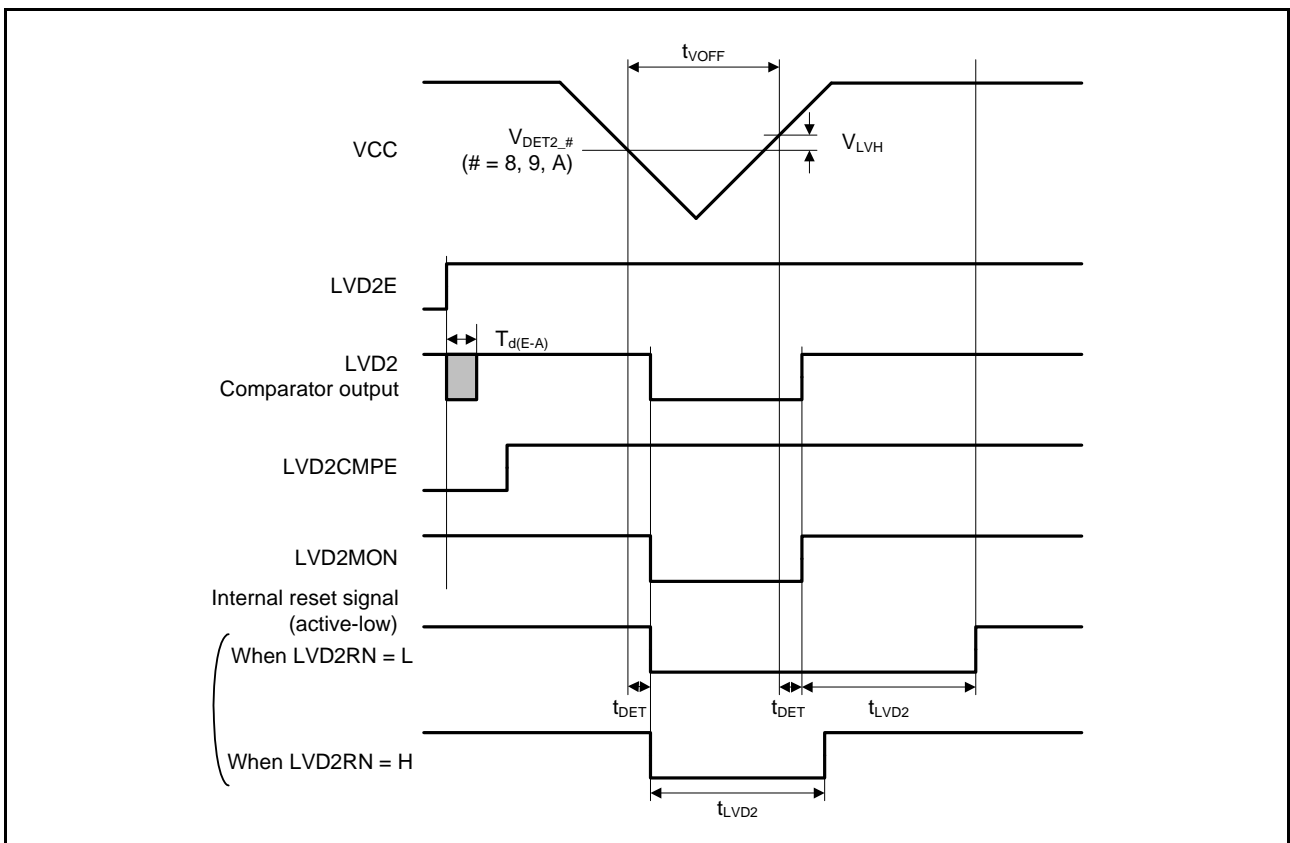 tVOFF
VCC
VDET2_#
(# = 8, 9, A)
VLVH
LVD2E
Td(E-A)
LVD2
Comparator output
LVD2CMPE
LVD2MON
Internal reset signal
(active-low)
When LVD2RN = L
tDET
tDET
tLVD2
When LVD2RN = H
tLVD2